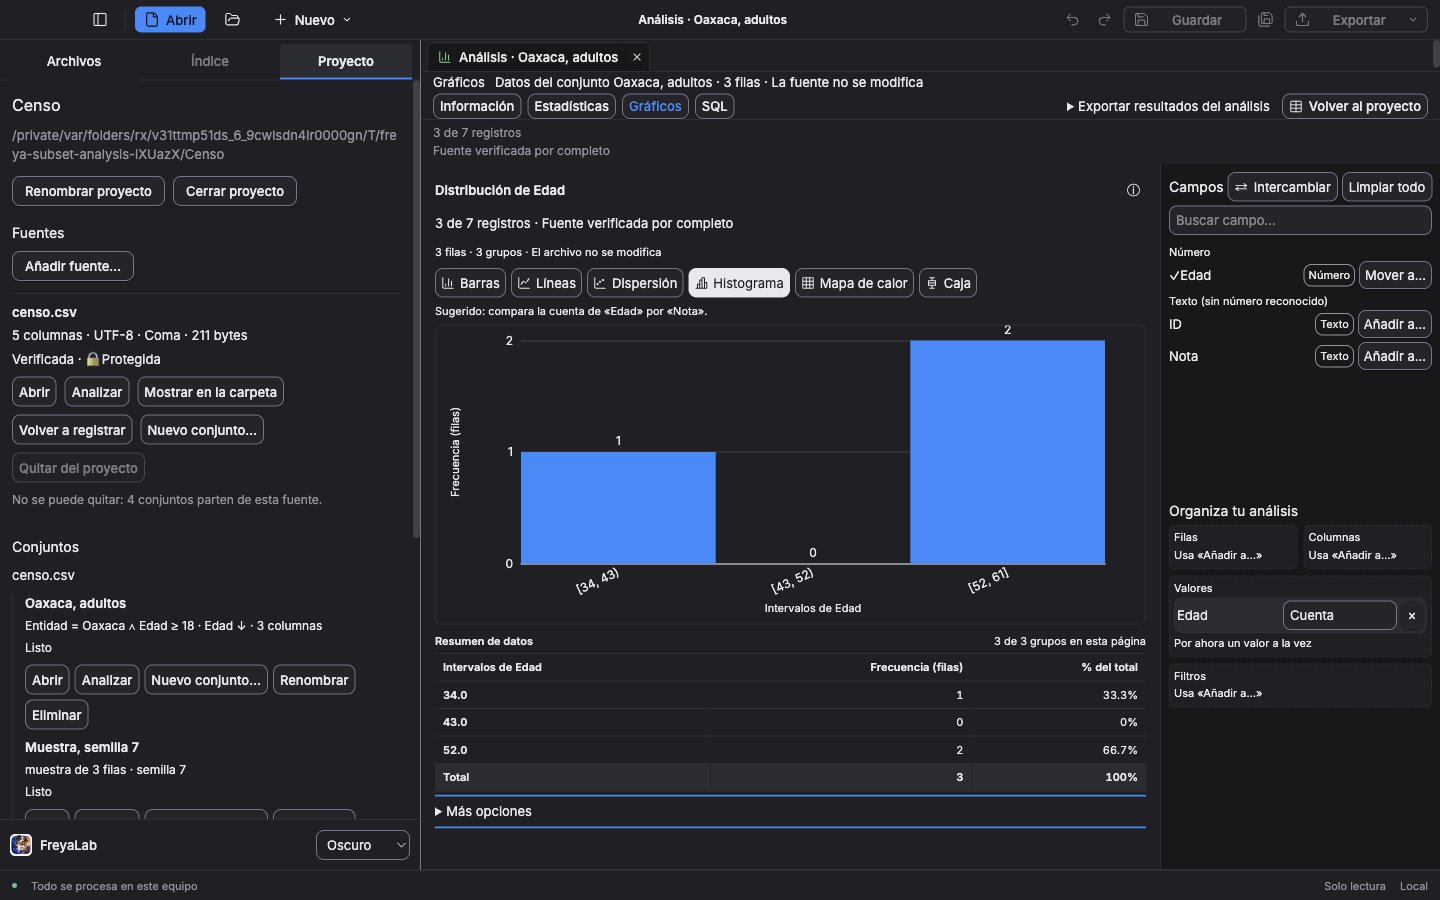 Abrir
Nuevo
Análisis · Oaxaca, adultos
Guardar
Exportar
Archivos
Índice
Proyecto
Censo
/private/var/folders/rx/v31ttmp51ds_6_9cwlsdn4lr0000gn/T/fre
ya-subset-analysis-IXUazX/Censo
Renombrar proyecto
Cerrar proyecto
Fuentes
Añadir fuente...
censo.csv
5 columnas · UTF-8 · Coma · 211 bytes
Verificada · 🔒Protegida
Abrir
Analizar
Mostrar en la carpeta
Volver a registrar
Nuevo conjunto...
Quitar del proyecto
No se puede quitar: 4 conjuntos parten de esta fuente.
Conjuntos
censo.csv
Oaxaca, adultos
Entidad = Oaxaca ∧ Edad ≥ 18 · Edad ↓ · 3 columnas
Listo
Abrir
Analizar
Nuevo conjunto...
Renombrar
Eliminar
Muestra, semilla 7
muestra de 3 filas · semilla 7
Listo
FreyaLab
Oscuro
Análisis · Oaxaca, adultos ×
Gráficos Datos del conjunto Oaxaca, adultos · 3 filas · La fuente no se modifica
Información
Estadísticas
Gráficos
SQL
▶ Exportar resultados del análisis
Volver al proyecto
3 de 7 registros
Fuente verificada por completo
Distribución de Edad
3 de 7 registros · Fuente verificada por completo
3 filas · 3 grupos · El archivo no se modifica
Barras
Líneas
Dispersión
Histograma
Mapa de calor
Caja
Sugerido: compara la cuenta de «Edad» por «Nota».
2
1
0
Frecuencia (filas)
1
0
2
[34, 43)
[43, 52)
[52, 61]
Intervalos de Edad
Resumen de datos
3 de 3 grupos en esta página
Intervalos de Edad Frecuencia (filas) % del total
34.0 1 33.3%
43.0 0 0%
52.0 2 66.7%
Total 3 100%
▶ Más opciones
Campos
Intercambiar
Limpiar todo
Buscar campo...
Número
✓Edad
Número
Mover a...
Texto (sin número reconocido)
ID
Texto
Añadir a...
Nota
Texto
Añadir a...
Organiza tu análisis
Filas
Usa «Añadir a...»
Columnas
Usa «Añadir a...»
Valores
Edad
Cuenta
×
Por ahora un valor a la vez
Filtros
Usa «Añadir a...»
Todo se procesa en este equipo
Solo lectura
Local